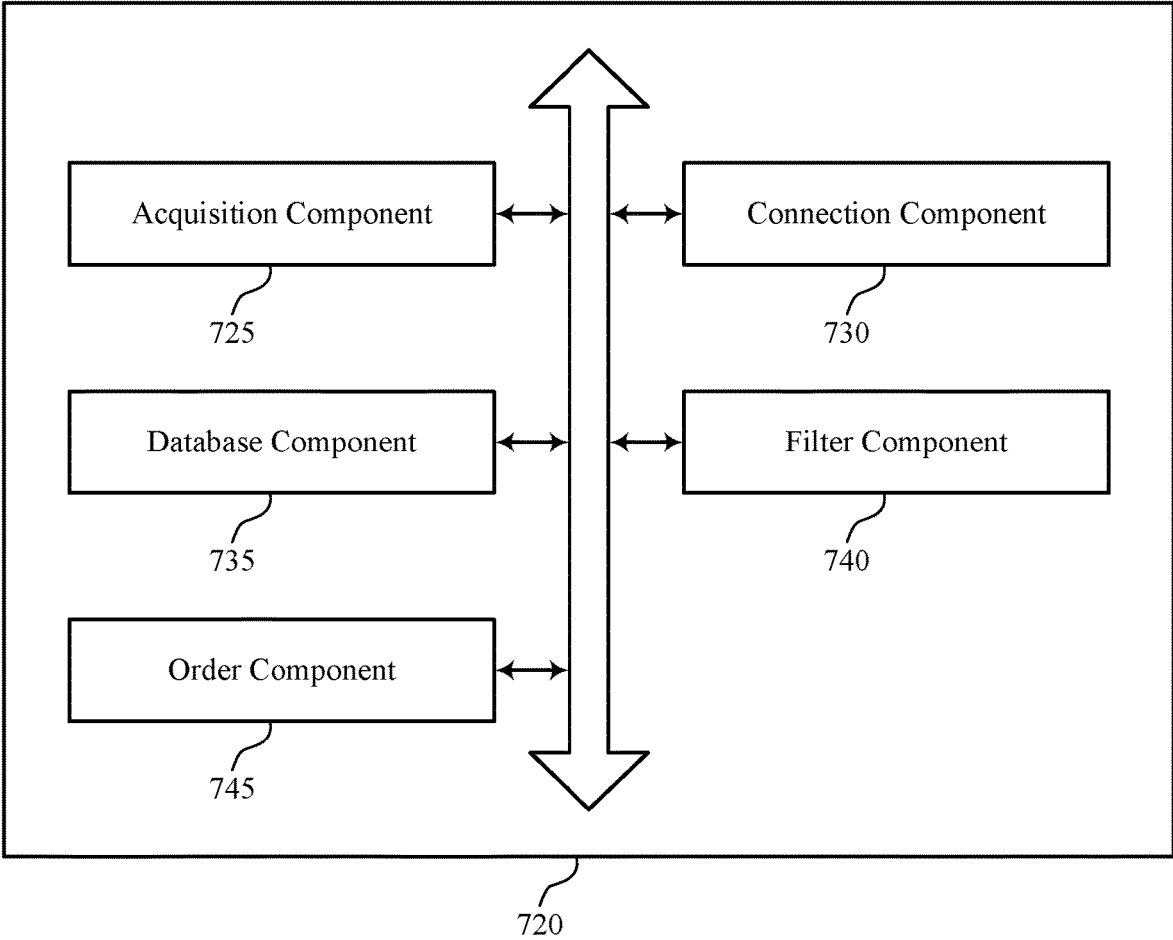 Acquisition Component
Connection Component
725
730
Database Component
Filter Component
735
740
Order Component
745
720